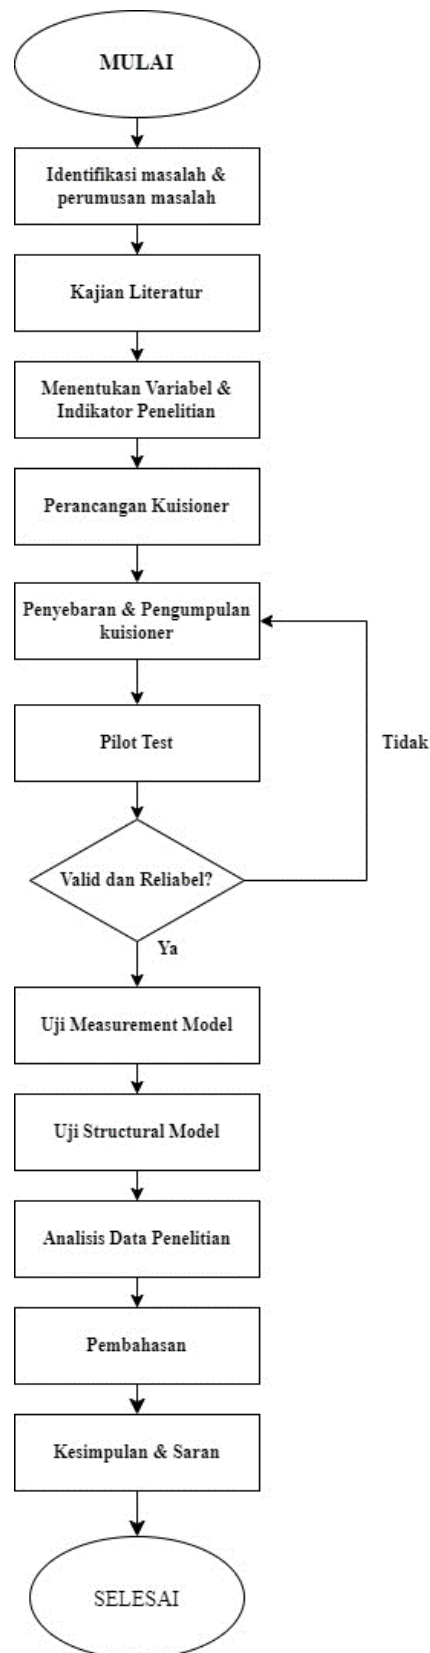 MULAI
Identifikasi masalah &
perumusan masalah
Kajian Literatur
Menentukan Variabel &
Indikator Penelitian
Perancangan Kuisioner
Penyebaran & Pengumpulan
kuisioner
Pilot Test
Tidak
Valid dan Reliabel?
Ya
Uji Measurement Model
Uji Structural Model
Analisis Data Penelitian
Pembahasan
Kesimpulan & Saran
SELESAI